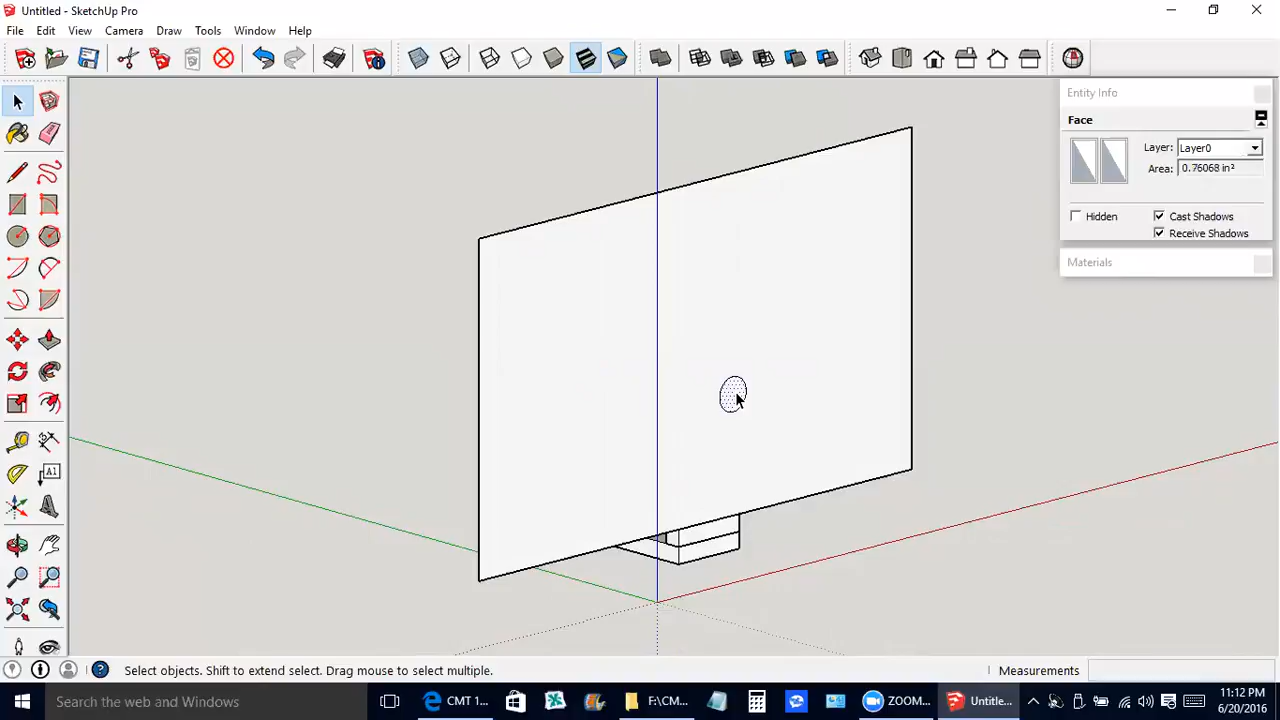 Untitled - SketchUp Pro
File Edit View Camera Draw Window Tools Help
Entity Info
Face
Layer: Layer0
Area: 0.76068 in²
Hidden Cast Shadows
Receive Shadows
Materials
A1
Select objects. Shift to extend select. Drag mouse to select multiple.
Measurements
Search the web and Windows
CMT 1...
F:\CM...
ZOOM...
Untitle...
11:12 PM
6/20/2016